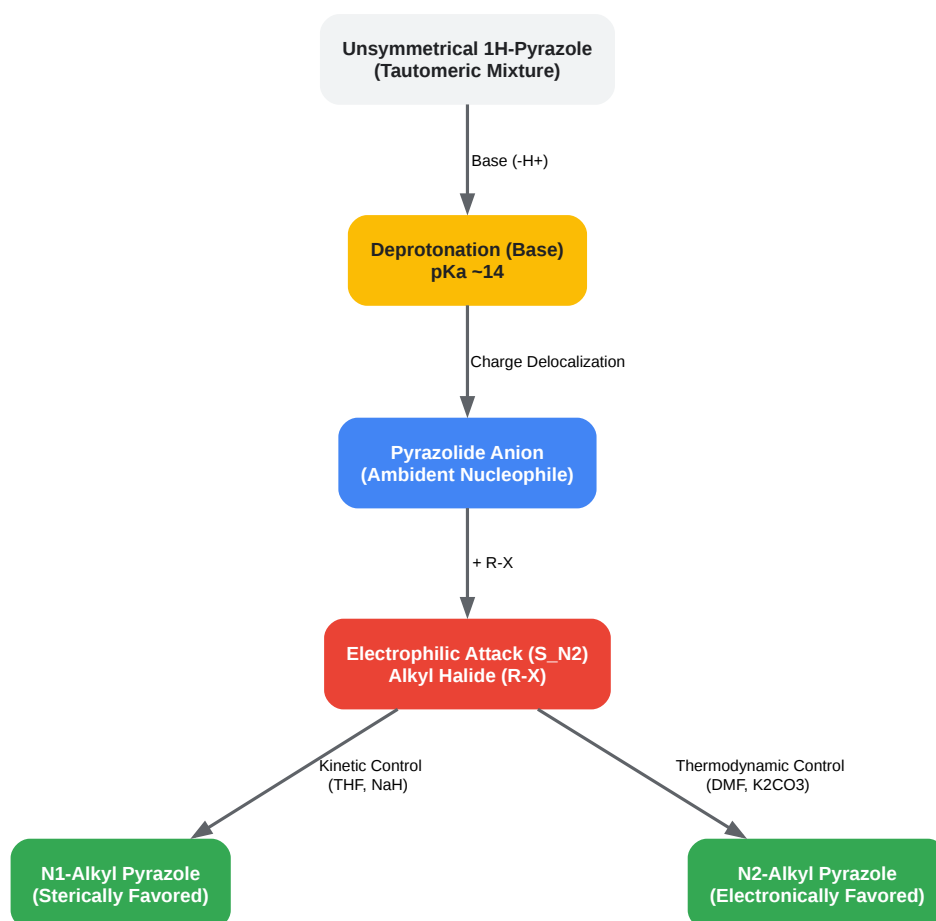 Unsymmetrical 1H-Pyrazole
(Tautomeric Mixture)
Base (-H+)
Deprotonation (Base)
pKa ~14
Charge Delocalization
Pyrazolide Anion
(Ambident Nucleophile)
+ R-X
Electrophilic Attack (S_N2)
Alkyl Halide (R-X)
Kinetic Control
(THF, NaH)
Thermodynamic Control
(DMF, K2CO3)
N1-Alkyl Pyrazole
(Sterically Favored)
N2-Alkyl Pyrazole
(Electronically Favored)